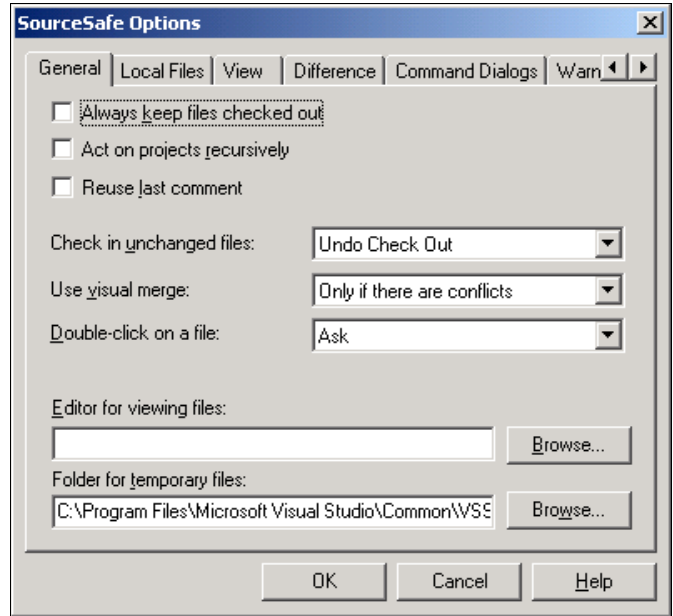 SourceSafe Options
General Local Files View Difference Command Dialogs Warn
Always keep files checked out
Act on projects recursively
Reuse last comment
Check in unchanged files: Undo Check Out
Use visual merge: Only if there are conflicts
Double-click on a file: Ask
Editor for viewing files:
Browse...
Folder for temporary files:
C:\Program Files\Microsoft Visual Studio\Common\VSS Browse...
OK Cancel Help